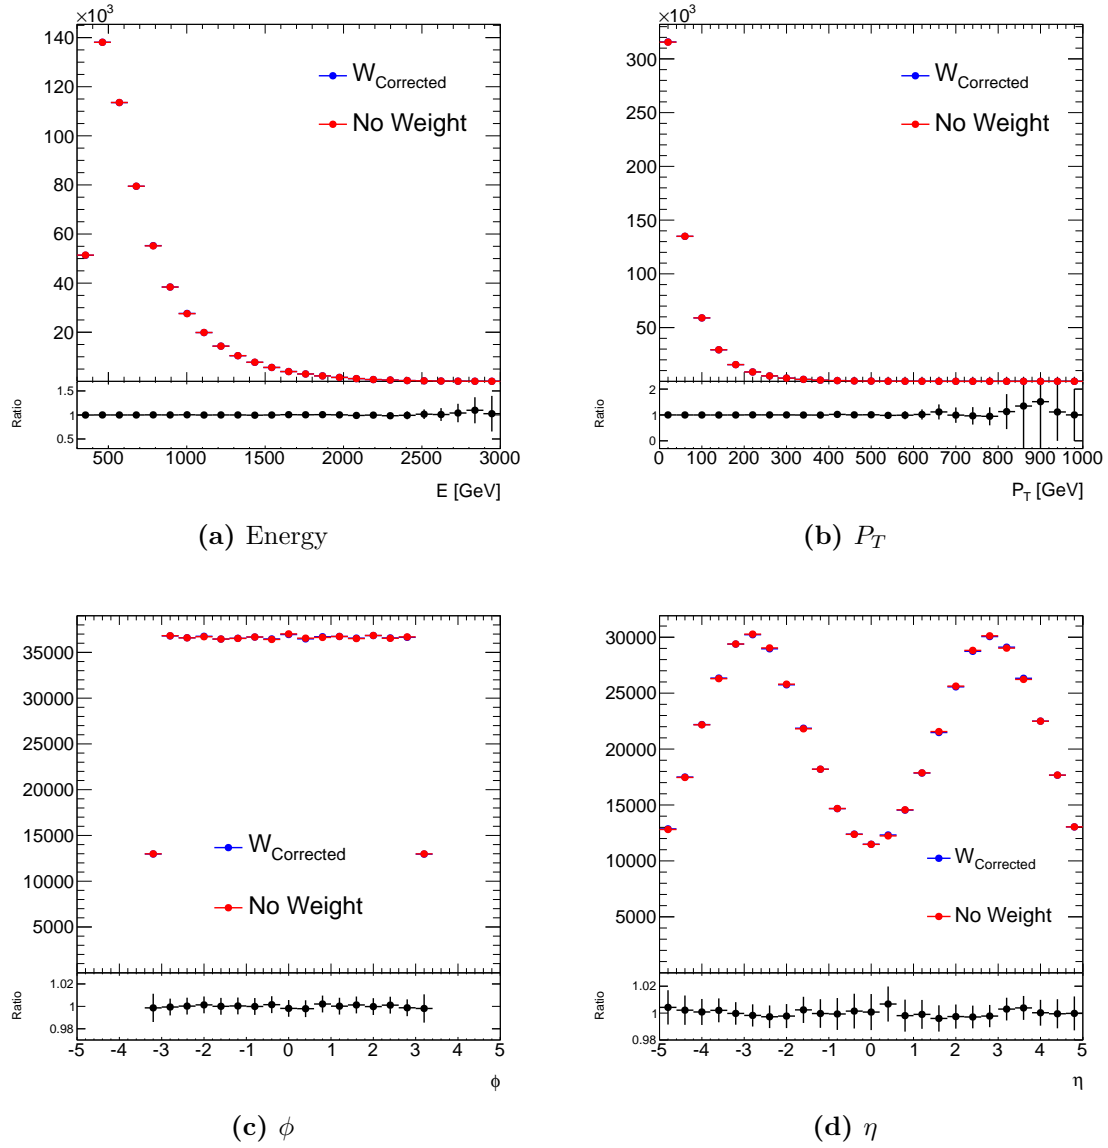 ×10³
140
120
100
80
60
40
20
W_Corrected
No Weight
Ratio
1.5
1
0.5
500 1000 1500 2000 2500 3000
E [GeV]
(a) Energy
×10³
300
250
200
150
100
50
W_Corrected
No Weight
Ratio
2
1
0
0 100 200 300 400 500 600 700 800 900 1000
P_T [GeV]
(b) P_T
35000
30000
25000
20000
15000
10000
5000
W_Corrected
No Weight
Ratio
1.02
1
0.98
-5 -4 -3 -2 -1 0 1 2 3 4 5
ϕ
(c) ϕ
30000
25000
20000
15000
10000
5000
W_Corrected
No Weight
Ratio
1.02
1
0.98
-5 -4 -3 -2 -1 0 1 2 3 4 5
η
(d) η